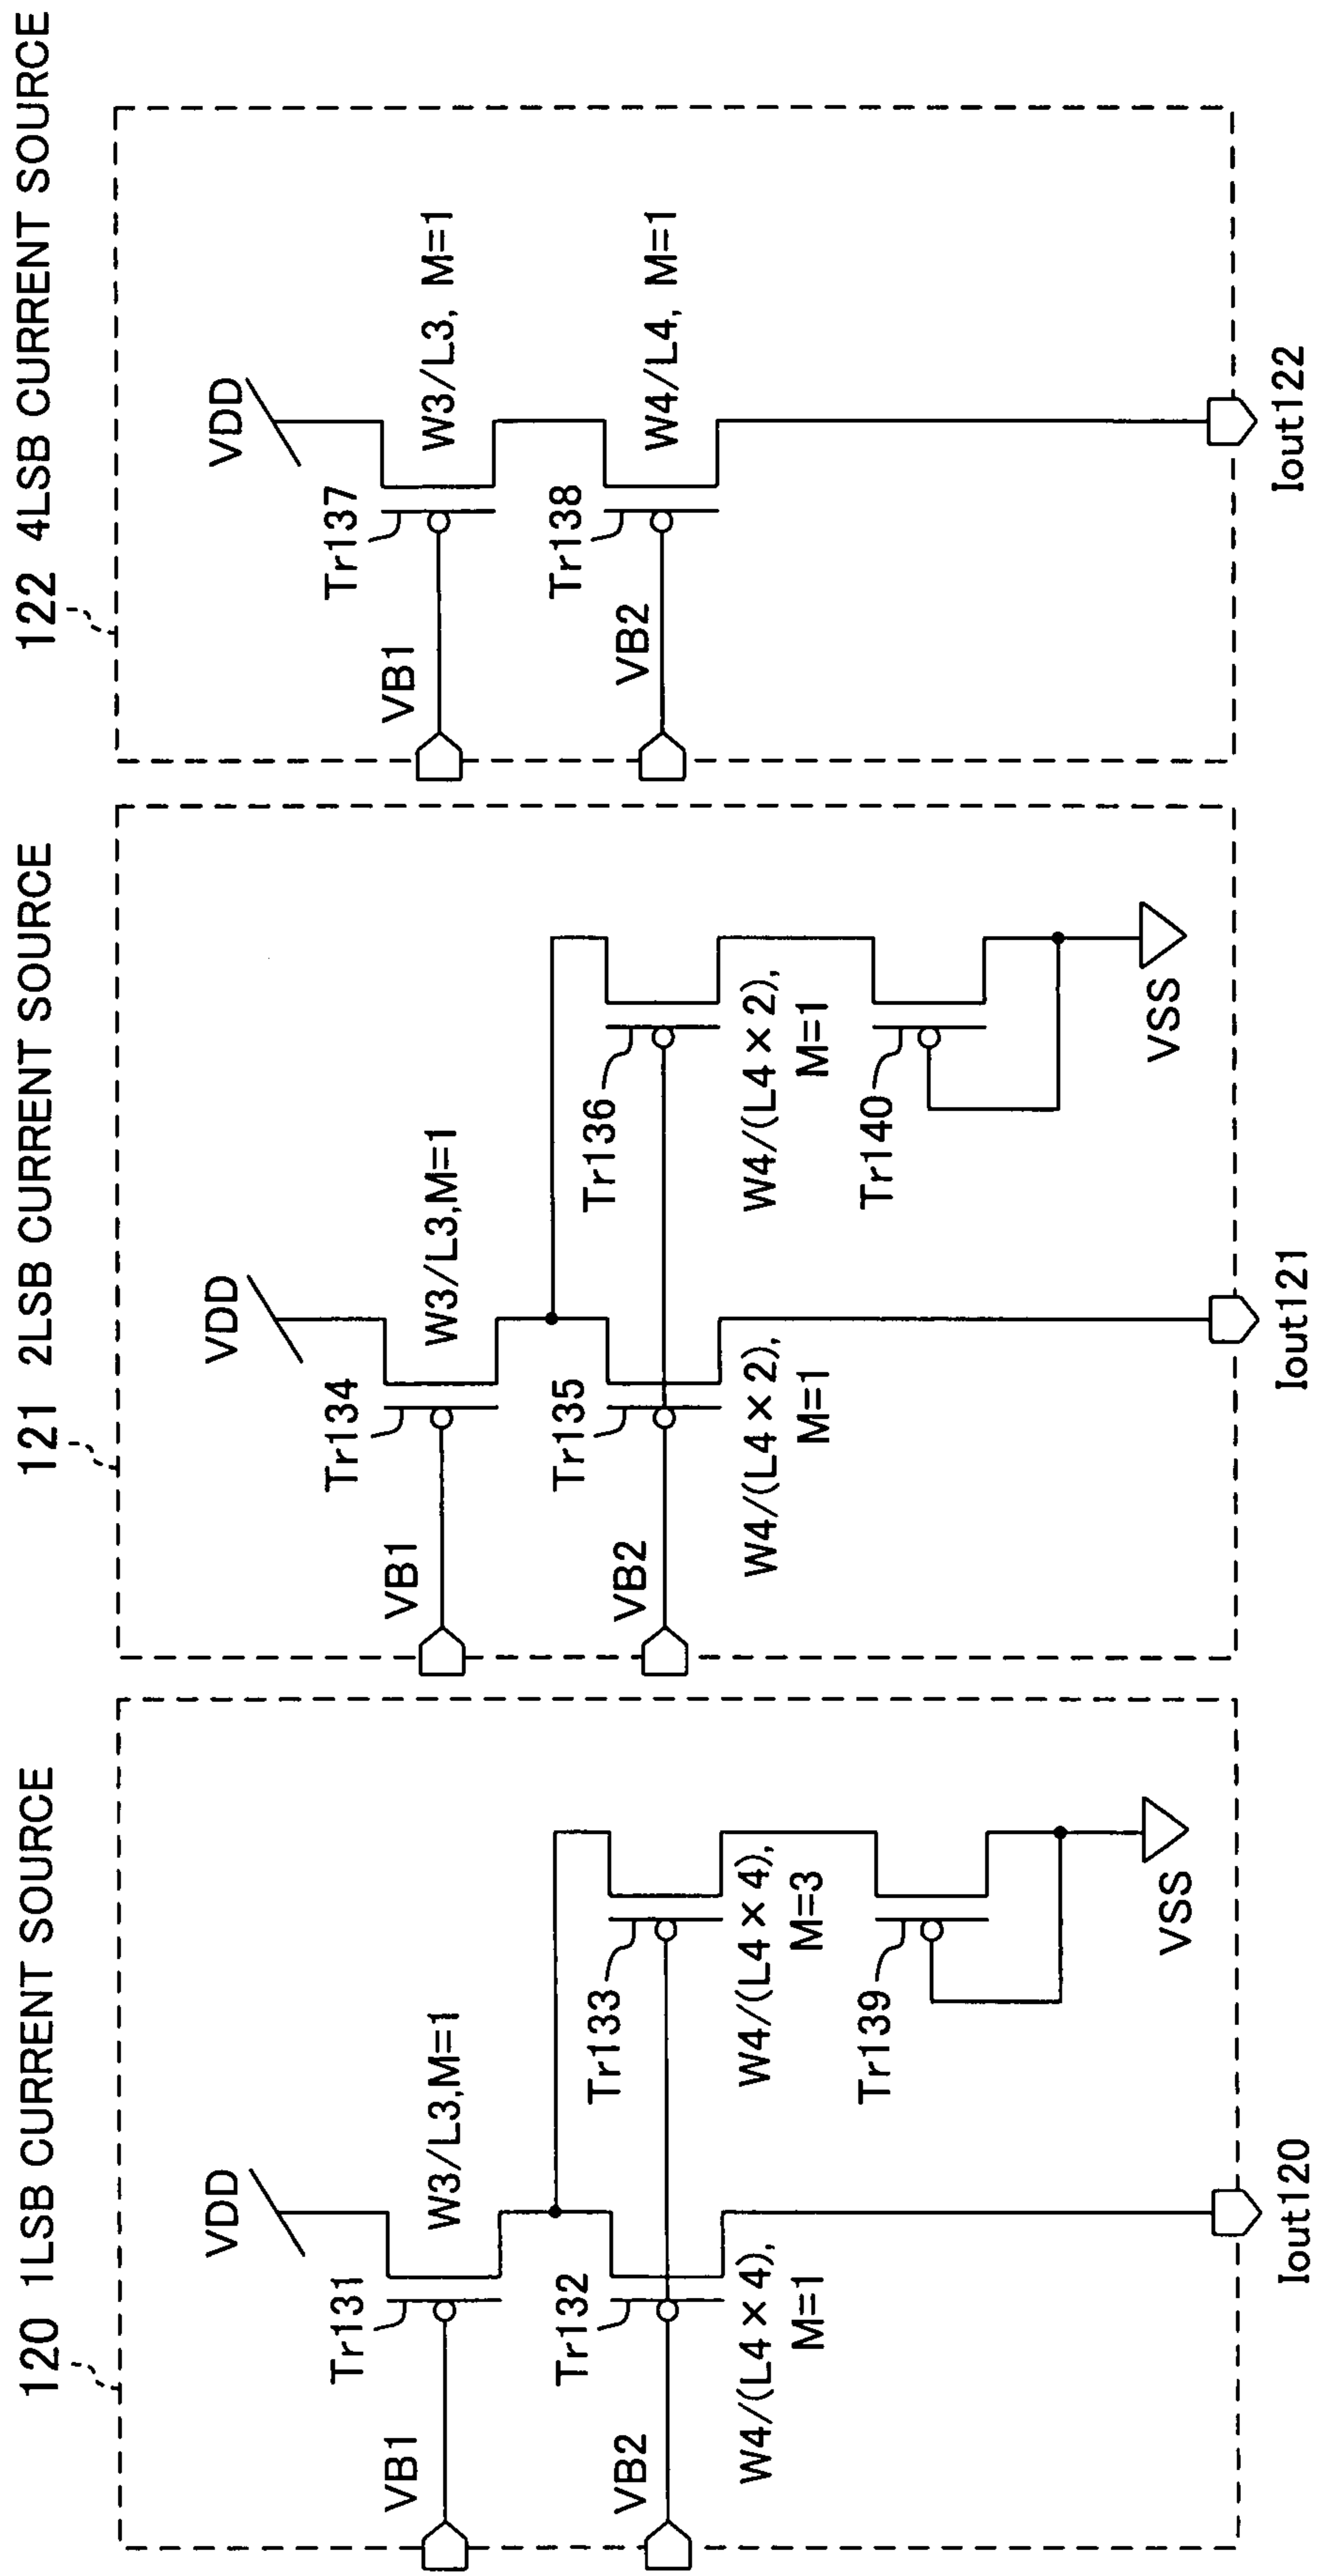 120 1LSB CURRENT SOURCE
VDD
VB1
Tr131
W3/L3,M=1
VB2
Tr132
W4/(L4×4),
M=1
Tr133
W4/(L4×4),
M=3
Tr139
VSS
Iout120
121 2LSB CURRENT SOURCE
VDD
VB1
Tr134
W3/L3,M=1
VB2
Tr135
W4/(L4×2),
M=1
Tr136
W4/(L4×2),
M=1
Tr140
VSS
Iout121
122 4LSB CURRENT SOURCE
VDD
VB1
Tr137
W3/L3, M=1
VB2
Tr138
W4/L4, M=1
Iout122